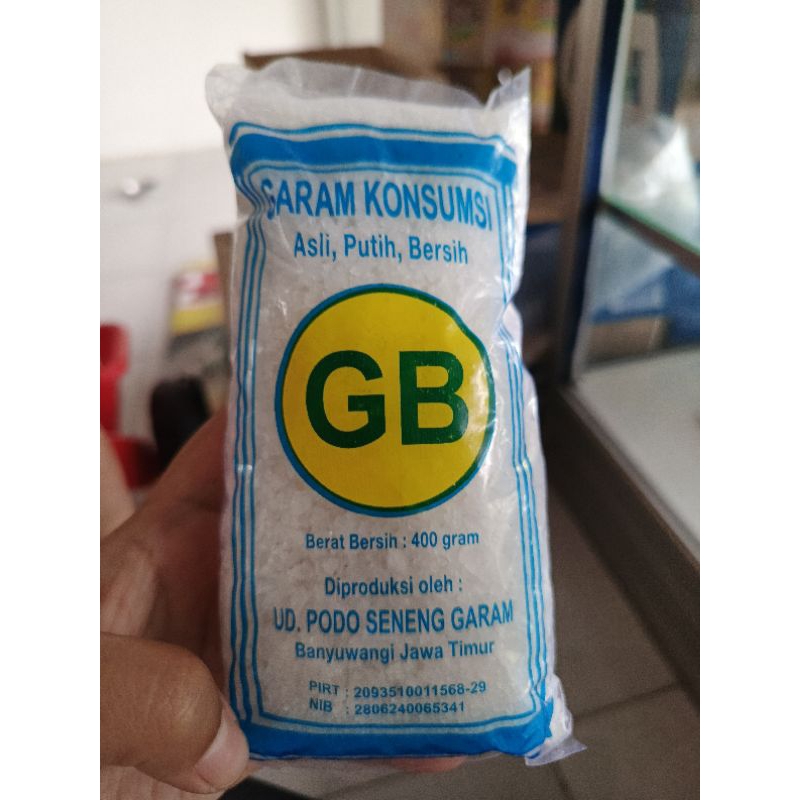 GARAM KONSUMSI
Asli, Putih, Bersih
GB
Berat Bersih : 400 gram
Diproduksi oleh :
UD. PODO SENENG GARAM
Banyuwangi Jawa Timur
PIRT : 2093510011568-29
NIB : 2806240065341